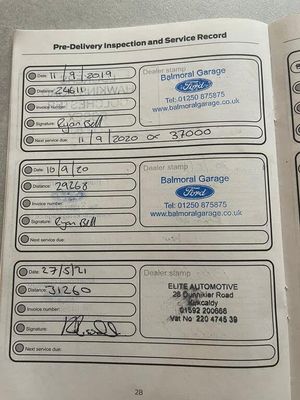 Pre-Delivery Inspection and Service Record
Date: 11/9/2019
Distance: 24611
Invoice Number:
Signature: Ryan Bell
Next service due: 11/9/2020 or 37000
Dealer stamp
Balmoral Garage
Ford
Tel: 01250 875875
www.balmoralgarage.co.uk
Date: 10/9/20
Distance: 29268
Invoice number:
Signature: Ryan Bell
Next service due:
Dealer stamp
Balmoral Garage
Ford
Tel: 01250 875875
www.balmoralgarage.co.uk
Date: 27/5/21
Distance: 31260
Invoice number:
Signature:
Next service due:
Dealer stamp
ELITE AUTOMOTIVE
28 Dunnikier Road
Kirkcaldy
01592 200668
Vat No 220 4745 39
28